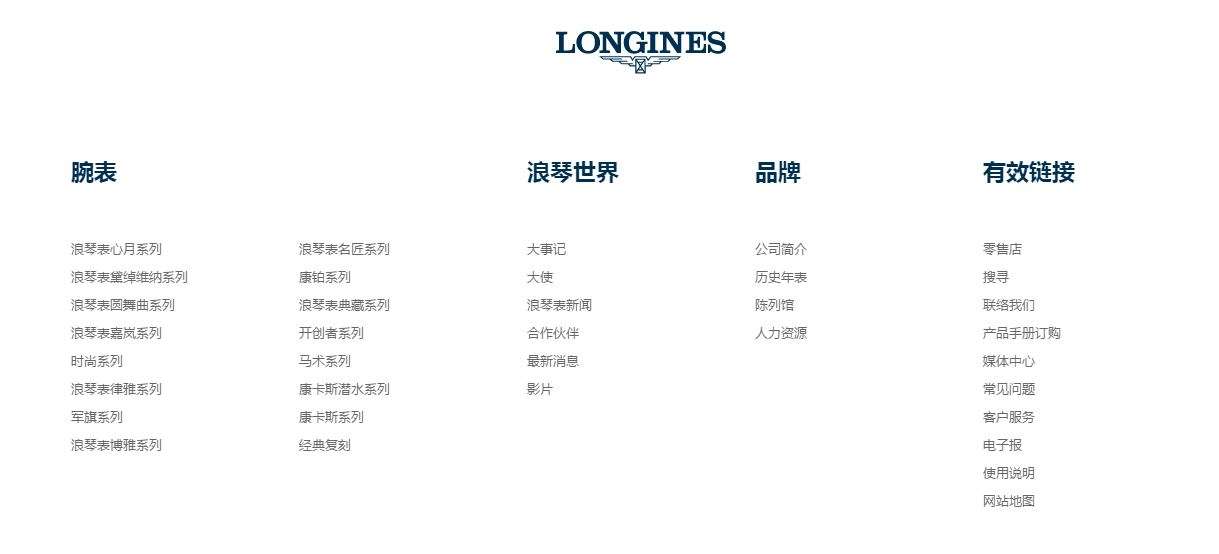 LONGINES
腕表
浪琴表心月系列
浪琴表黛绰维纳系列
浪琴表圆舞曲系列
浪琴表嘉岚系列
时尚系列
浪琴表律雅系列
军旗系列
浪琴表博雅系列
浪琴表名匠系列
康铂系列
浪琴表典藏系列
开创者系列
马术系列
康卡斯潜水系列
康卡斯系列
经典复刻
浪琴世界
大事记
大使
浪琴表新闻
合作伙伴
最新消息
影片
品牌
公司简介
历史年表
陈列馆
人力资源
有效链接
零售店
搜寻
联络我们
产品手册订购
媒体中心
常见问题
客户服务
电子报
使用说明
网站地图